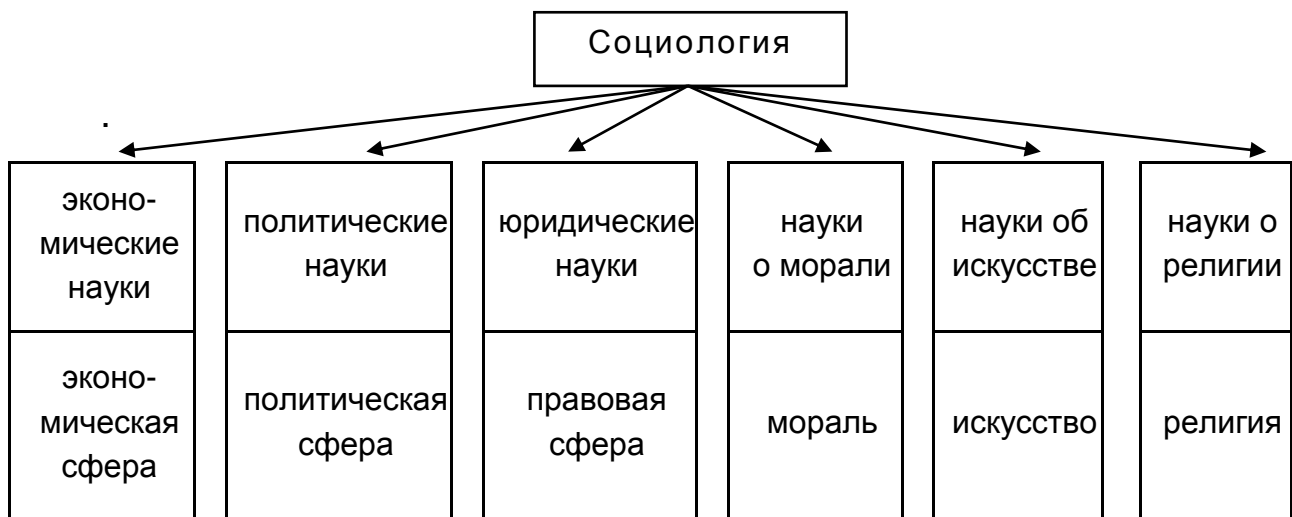 Социология
.
эконо-
мические
науки
политические
науки
юридические
науки
науки
о морали
науки об
искусстве
науки о
религии
эконо-
мическая
сфера
политическая
сфера
правовая
сфера
мораль
искусство
религия